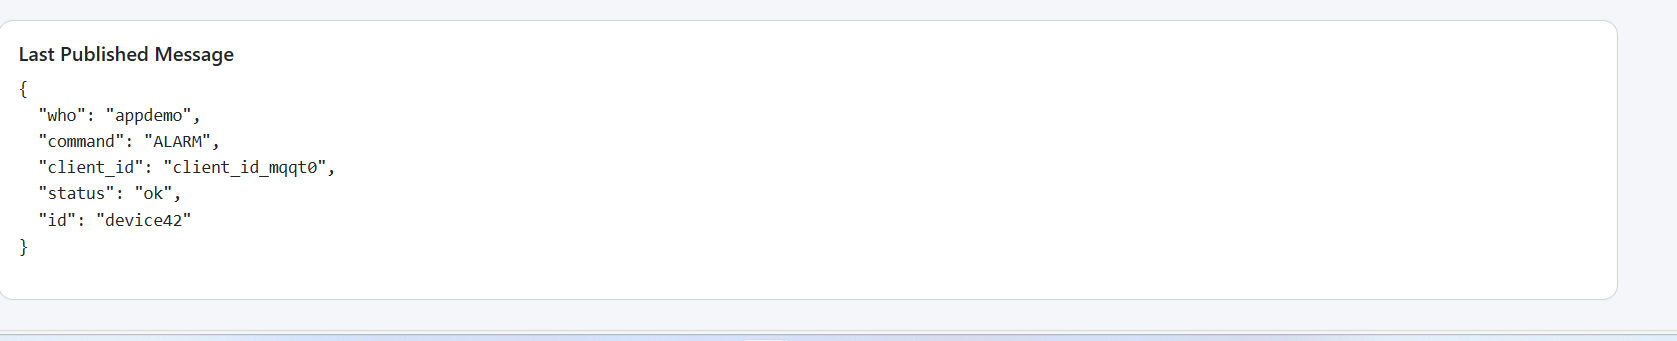 Last Published Message
{
  "who": "appdemo",
  "command": "ALARM",
  "client_id": "client_id_mqqt0",
  "status": "ok",
  "id": "device42"
}